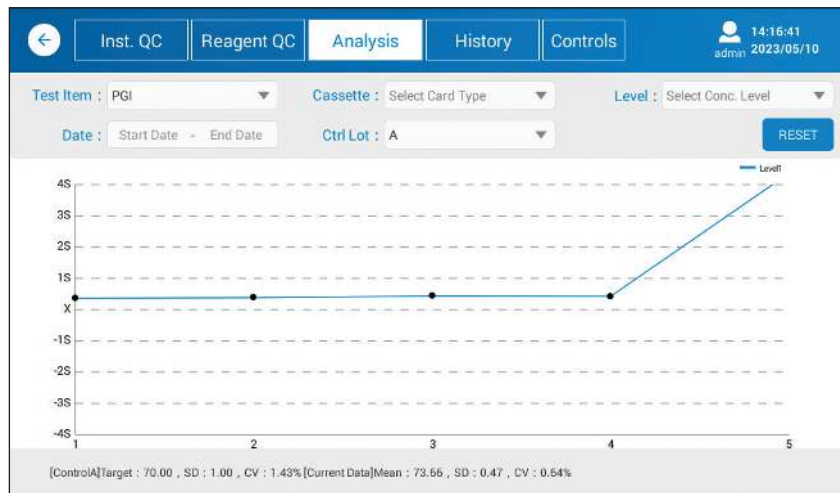 Inst. QC Reagent QC Analysis History Controls 14:16:41
admin 2023/05/10
Test Item : PGI Cassette : Select Card Type Level : Select Conc. Level
Date : Start Date - End Date Ctrl Lot : A RESET
Level1
4S
3S
2S
1S
X
-1S
-2S
-3S
-4S
1 2 3 4 5
[ControlA]Target : 70.00 , SD : 1.00 , CV : 1.43% [Current Data]Mean : 73.66 , SD : 0.47 , CV : 0.64%